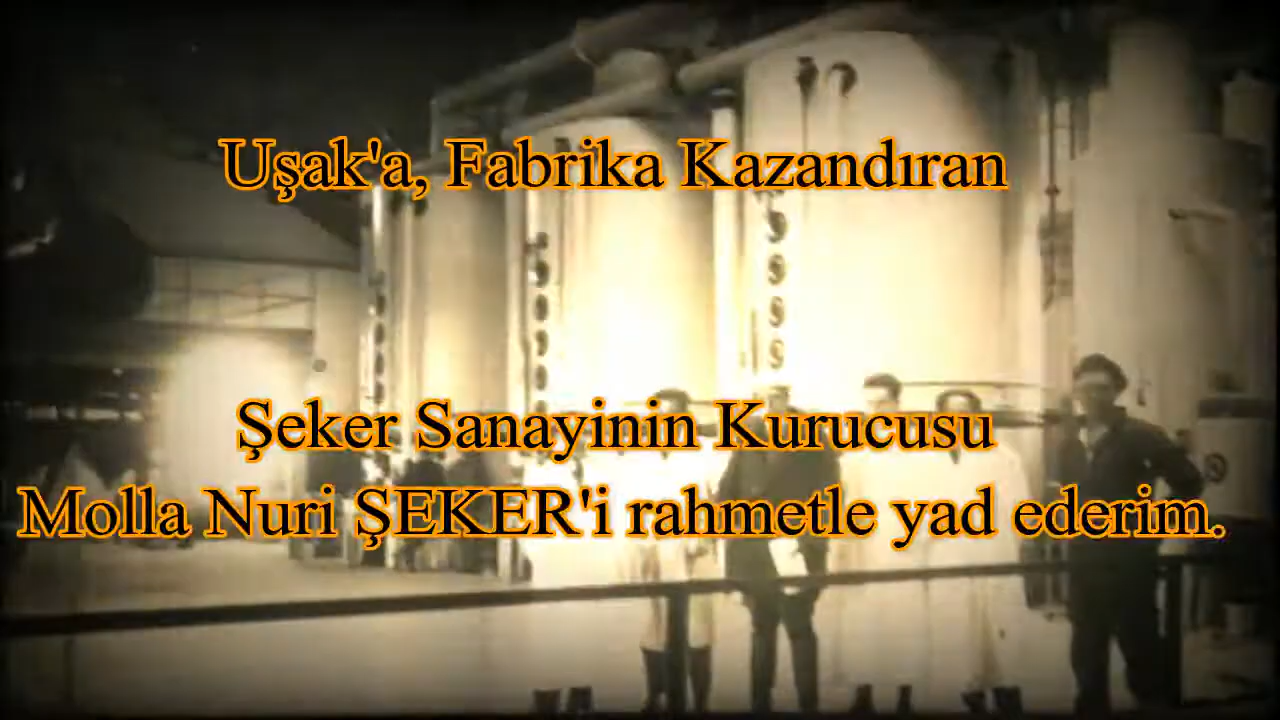 Uşak'a, Fabrika Kazandıran
Şeker Sanayinin Kurucusu
Molla Nuri ŞEKER'i rahmetle yad ederim.